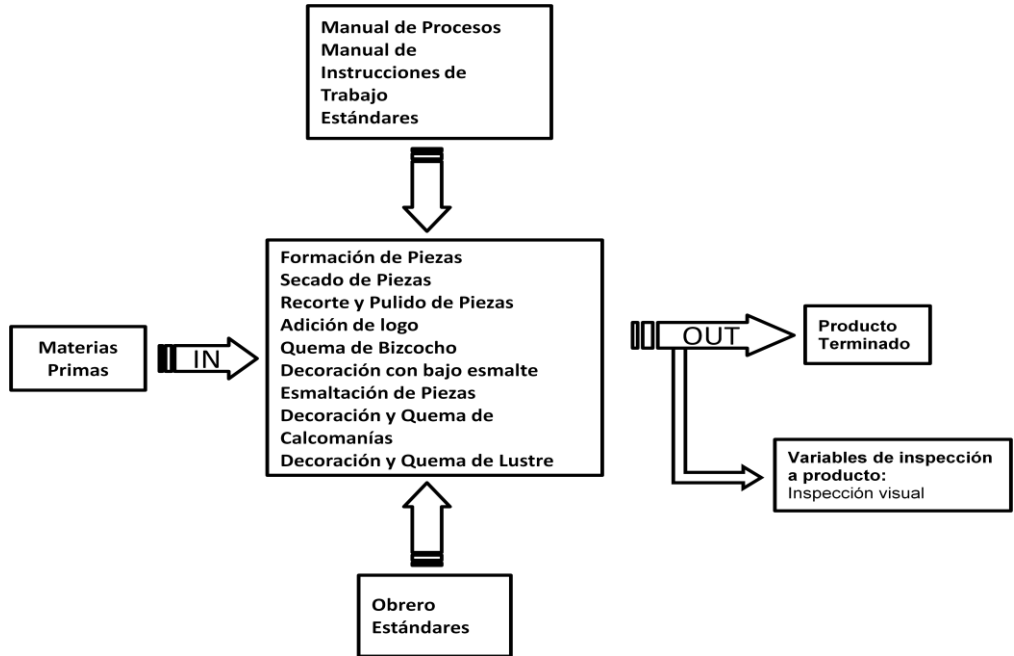 Manual de Procesos
Manual de
Instrucciones de
Trabajo
Estándares
Formación de Piezas
Secado de Piezas
Recorte y Pulido de Piezas
Adición de logo
Quema de Bizcocho
Decoración con bajo esmalte
Esmaltación de Piezas
Decoración y Quema de
Calcomanías
Decoración y Quema de Lustre
Materias
Primas
IN
OUT
Producto
Terminado
Variables de inspección
a producto:
Inspección visual
Obrero
Estándares